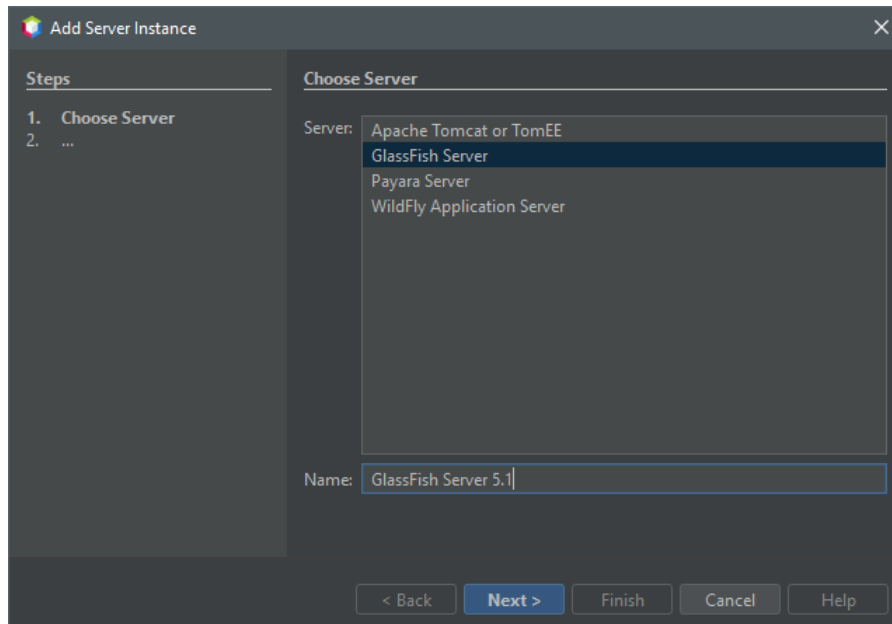 Add Server Instance
Steps
1. Choose Server
2. ...
Choose Server
Server:
Apache Tomcat or TomEE
GlassFish Server
Payara Server
WildFly Application Server
Name: GlassFish Server 5.1
< Back Next > Finish Cancel Help